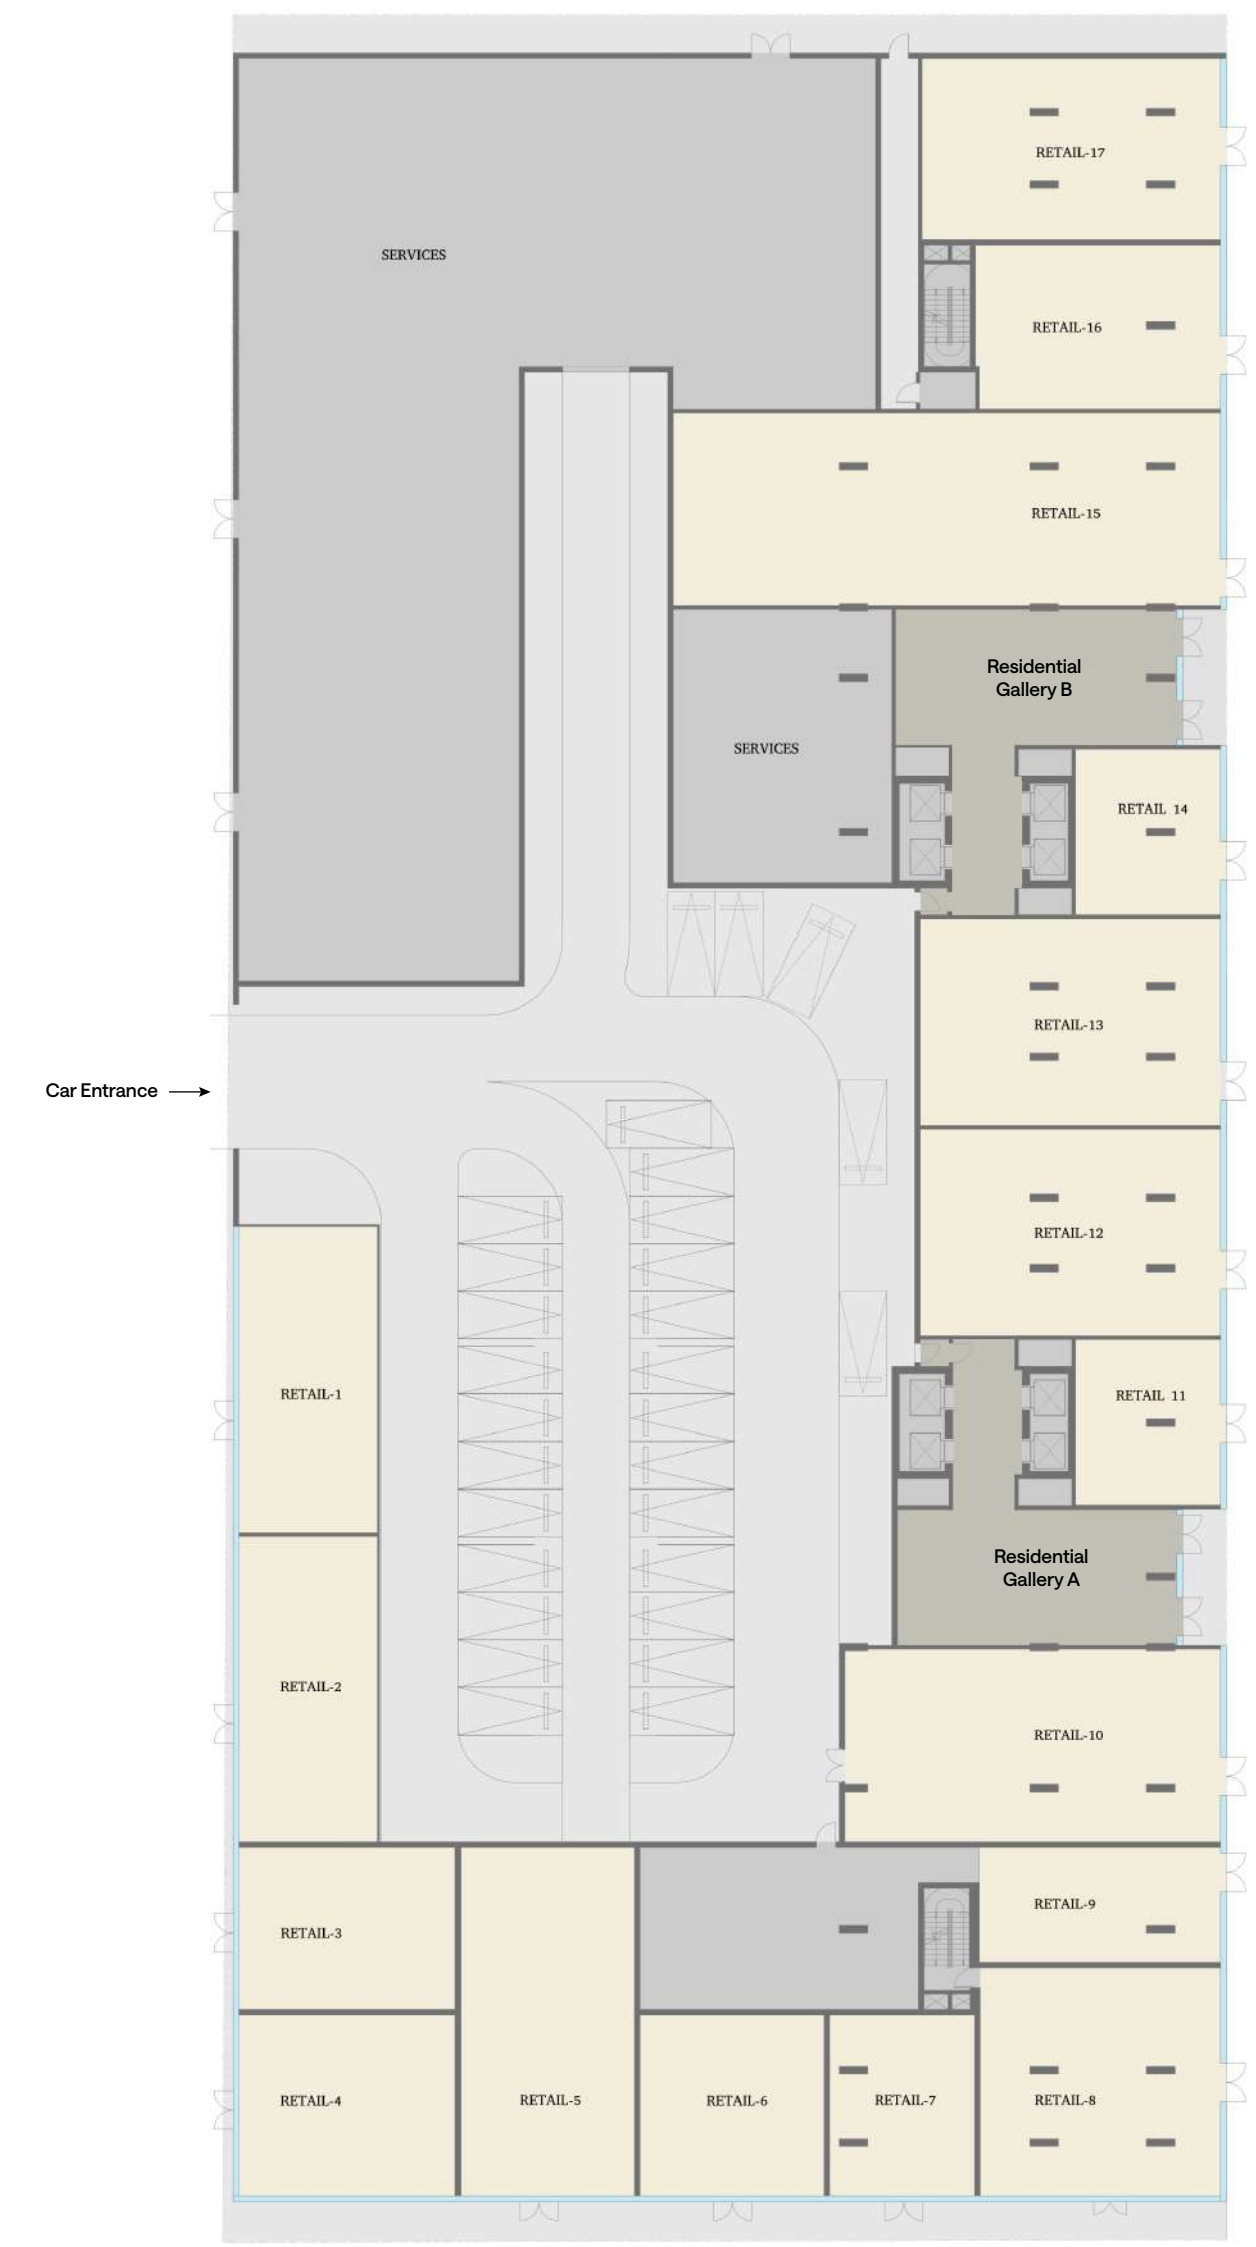 RETAIL-17
SERVICES
RETAIL-16
RETAIL-15
Residential
Gallery B
SERVICES
RETAIL 14
RETAIL-13
Car Entrance
RETAIL-12
RETAIL-1
RETAIL 11
Residential
Gallery A
RETAIL-2
RETAIL-10
RETAIL-9
RETAIL-3
RETAIL-4
RETAIL-5
RETAIL-6
RETAIL-7
RETAIL-8